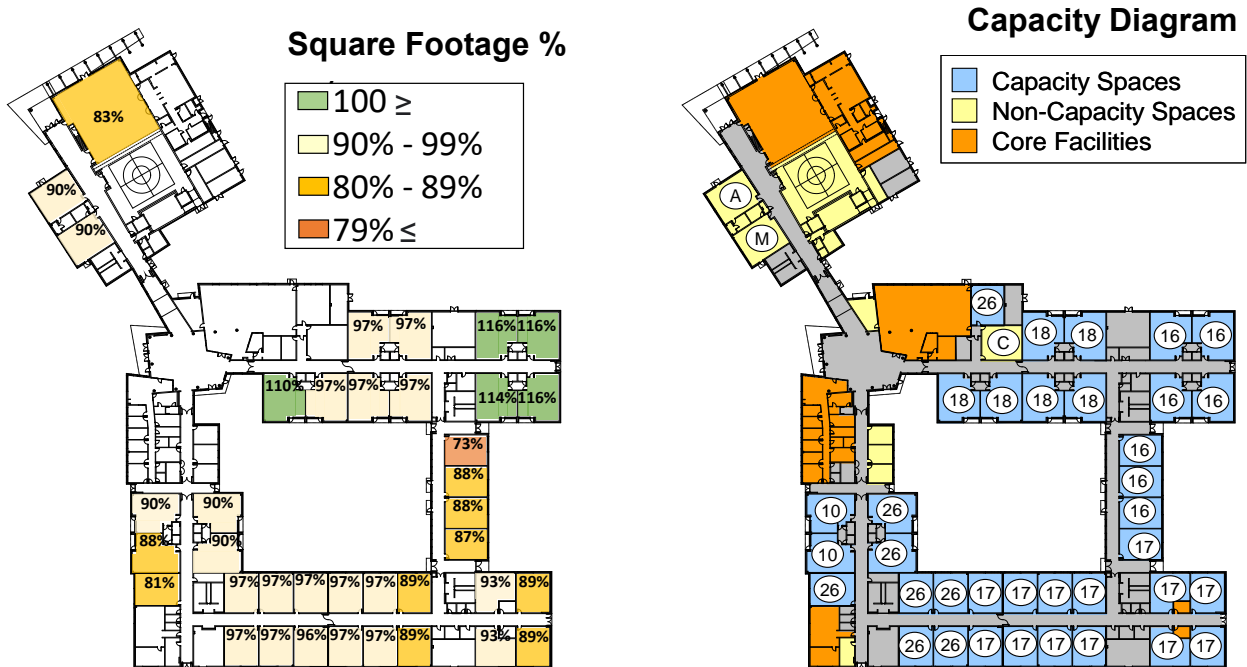 Square Footage %
100 ≥
90% - 99%
80% - 89%
79% ≤
83%
90%
90%
97% 97% 116% 116%
110% 97% 97% 97% 114% 116%
73%
88%
88%
87%
90% 90%
88% 90%
81%
97% 97% 97% 97% 97% 89% 93% 89%
97% 97% 96% 97% 97% 89% 93% 89%
Capacity Diagram
Capacity Spaces
Non-Capacity Spaces
Core Facilities
A
M
26
C
18 18 16 16
18 18 18 18 16 16
16
16
16
17
10 26
10 26
26
26 26 17 17 17 17 17 17
26 26 17 17 17 17 17 17